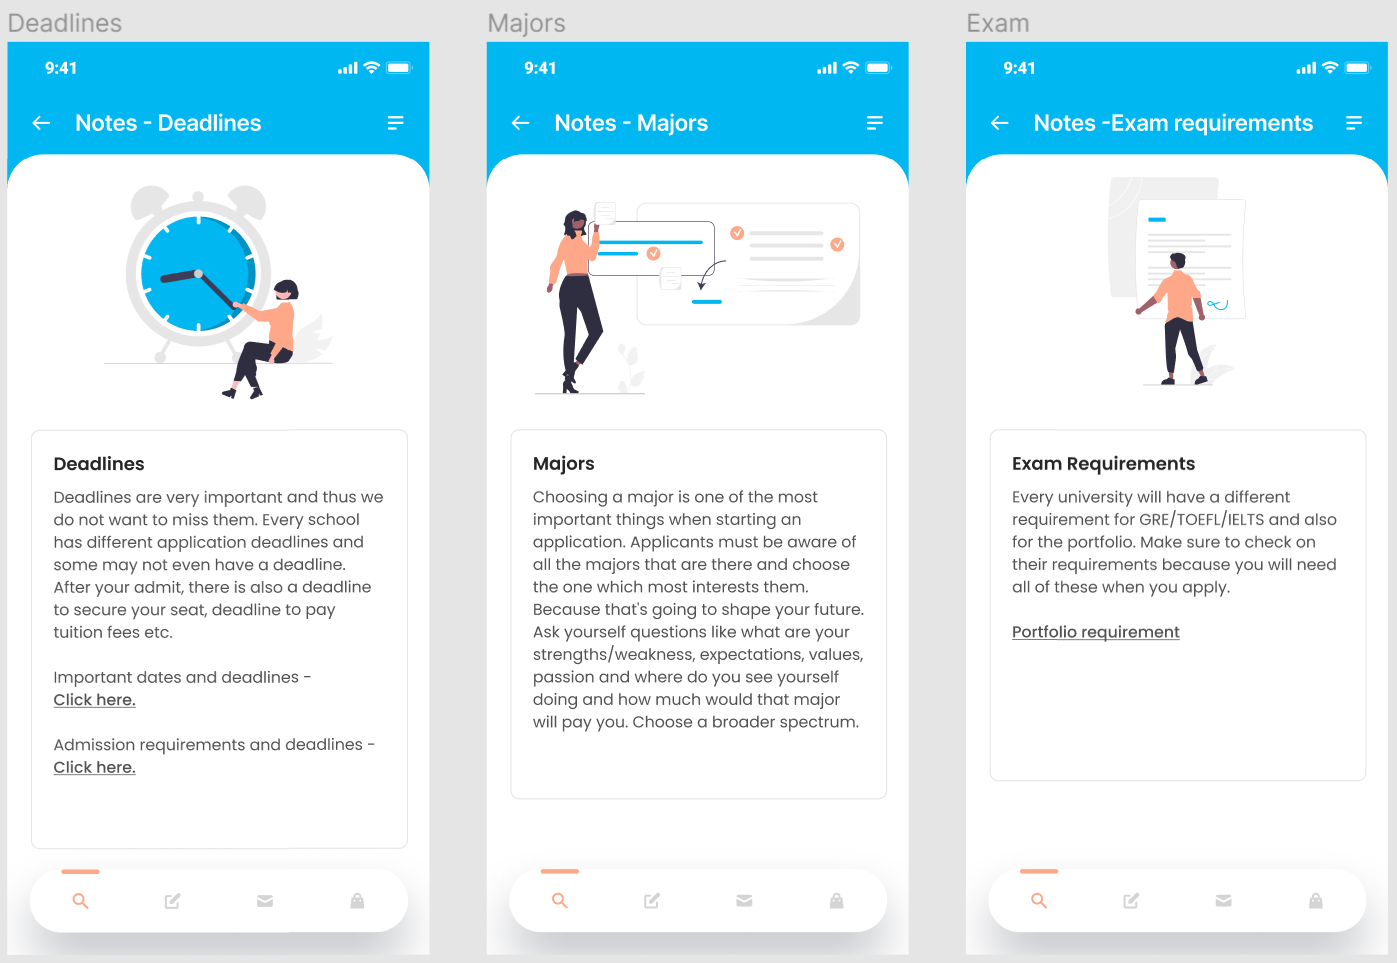 Deadlines
9:41
Notes - Deadlines
Deadlines
Deadlines are very important and thus we
do not want to miss them. Every school
has different application deadlines and
some may not even have a deadline.
After your admit, there is also a deadline
to secure your seat, deadline to pay
tuition fees etc.
Important dates and deadlines -
Click here.
Admission requirements and deadlines -
Click here.
Majors
9:41
Notes - Majors
Majors
Choosing a major is one of the most
important things when starting an
application. Applicants must be aware of
all the majors that are there and choose
the one which most interests them.
Because that's going to shape your future.
Ask yourself questions like what are your
strengths/weakness, expectations, values,
passion and where do you see yourself
doing and how much would that major
will pay you. Choose a broader spectrum.
Exam
9:41
Notes -Exam requirements
Exam Requirements
Every university will have a different
requirement for GRE/TOEFL/IELTS and also
for the portfolio. Make sure to check on
their requirements because you will need
all of these when you apply.
Portfolio requirement